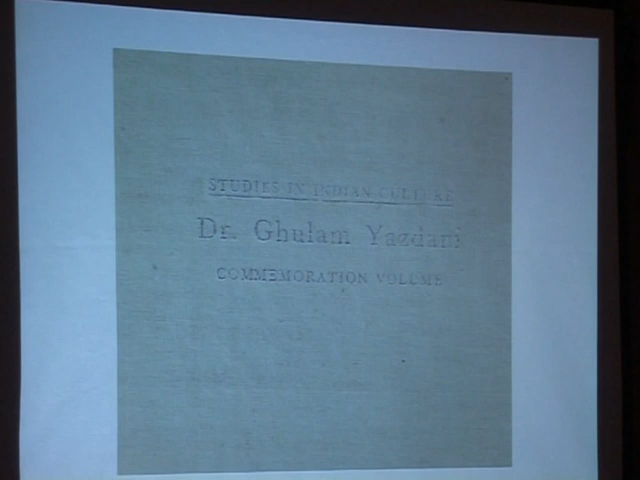 STUDIES IN INDIAN CULTURE
Dr. Ghulam Yazdani
COMMEMORATION VOLUME